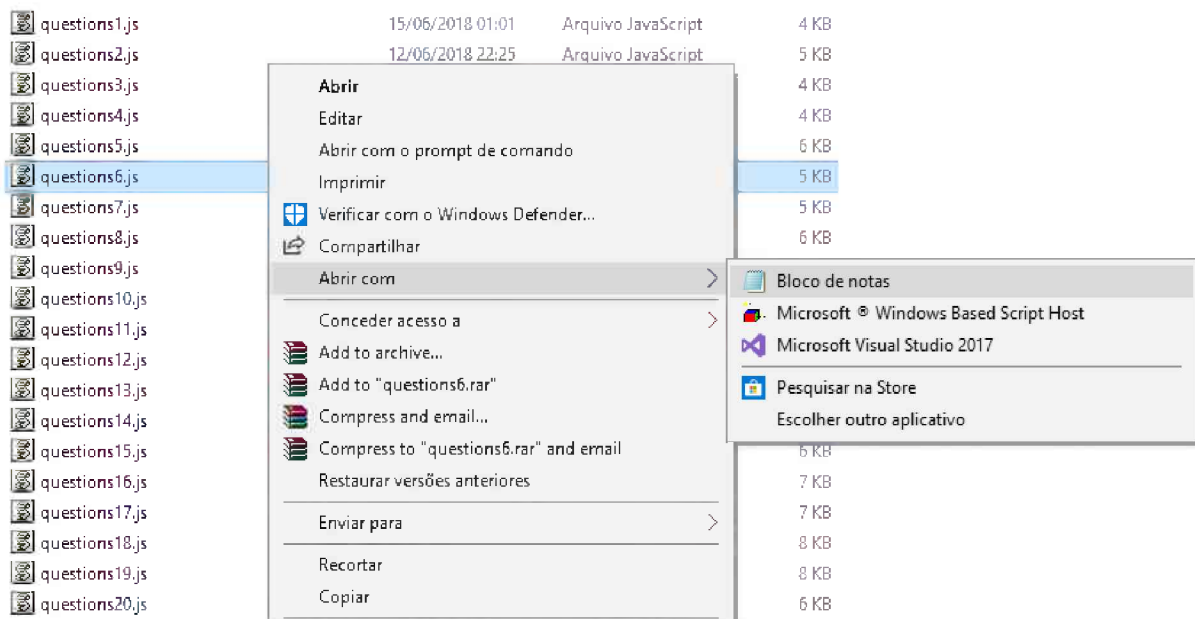 questions1.js 15/06/2018 01:01 Arquivo JavaScript 4 KB
questions2.js 12/06/2018 22:25 Arquivo JavaScript 5 KB
questions3.js 4 KB
questions4.js 4 KB
questions5.js 6 KB
questions6.js 5 KB
questions7.js 5 KB
questions8.js 6 KB
questions9.js
questions10.js
questions11.js
questions12.js
questions13.js
questions14.js
questions15.js 6 KB
questions16.js 7 KB
questions17.js 7 KB
questions18.js 8 KB
questions19.js 8 KB
questions20.js 6 KB
Abrir
Editar
Abrir com o prompt de comando
Imprimir
Verificar com o Windows Defender...
Compartilhar
Abrir com
Conceder acesso a
Add to archive...
Add to "questions6.rar"
Compress and email...
Compress to "questions6.rar" and email
Restaurar versões anteriores
Enviar para
Recortar
Copiar
Bloco de notas
Microsoft ® Windows Based Script Host
Microsoft Visual Studio 2017
Pesquisar na Store
Escolher outro aplicativo